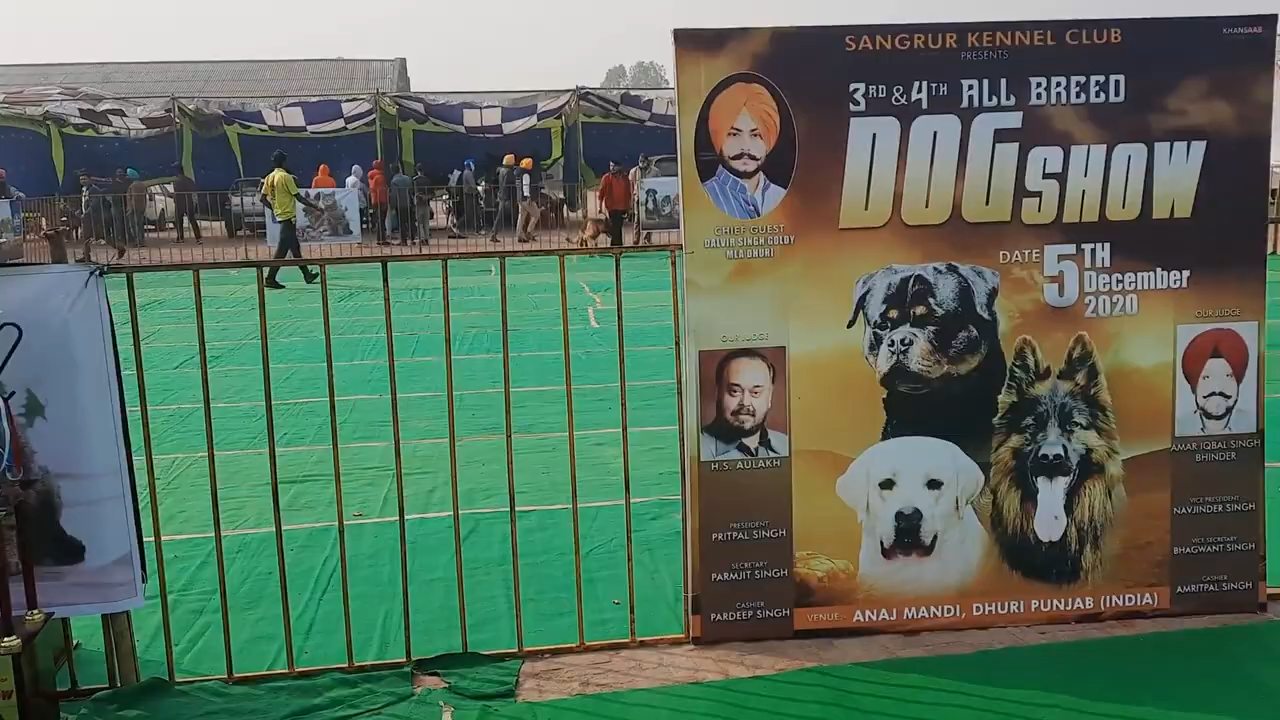 KHANSAAB
SANGRUR KENNEL CLUB
PRESENTS
3RD & 4TH ALL BREED
DOG SHOW
CHIEF GUEST
DALVIR SINGH GOLDY
MLA DHURI
DATE 5TH
December
2020
OUR JUDGE
H.S. AULAKH
OUR JUDGE
AMAR IQBAL SINGH
BHINDER
PRESEIDENT
PRITPAL SINGH
SECRETARY
PARMJIT SINGH
CASHIER
PARDEEP SINGH
VICE PRESEIDENT
NAVJINDER SINGH
VICE SECRETARY
BHAGWANT SINGH
CASHIER
AMRITPAL SINGH
VENUE:- ANAJ MANDI, DHURI PUNJAB (INDIA)